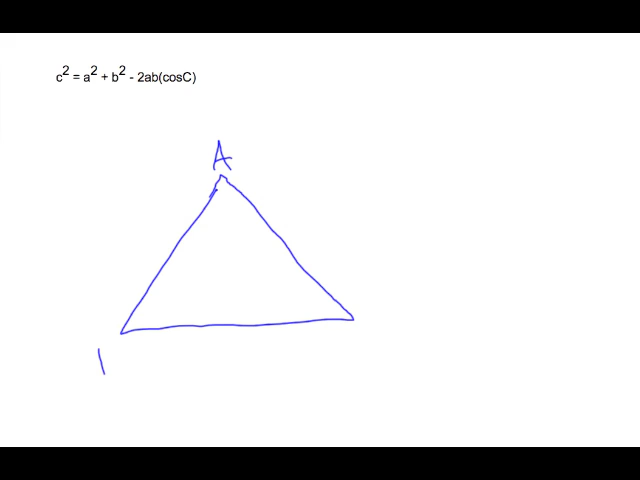 c² = a² + b² - 2ab(cosC)
A